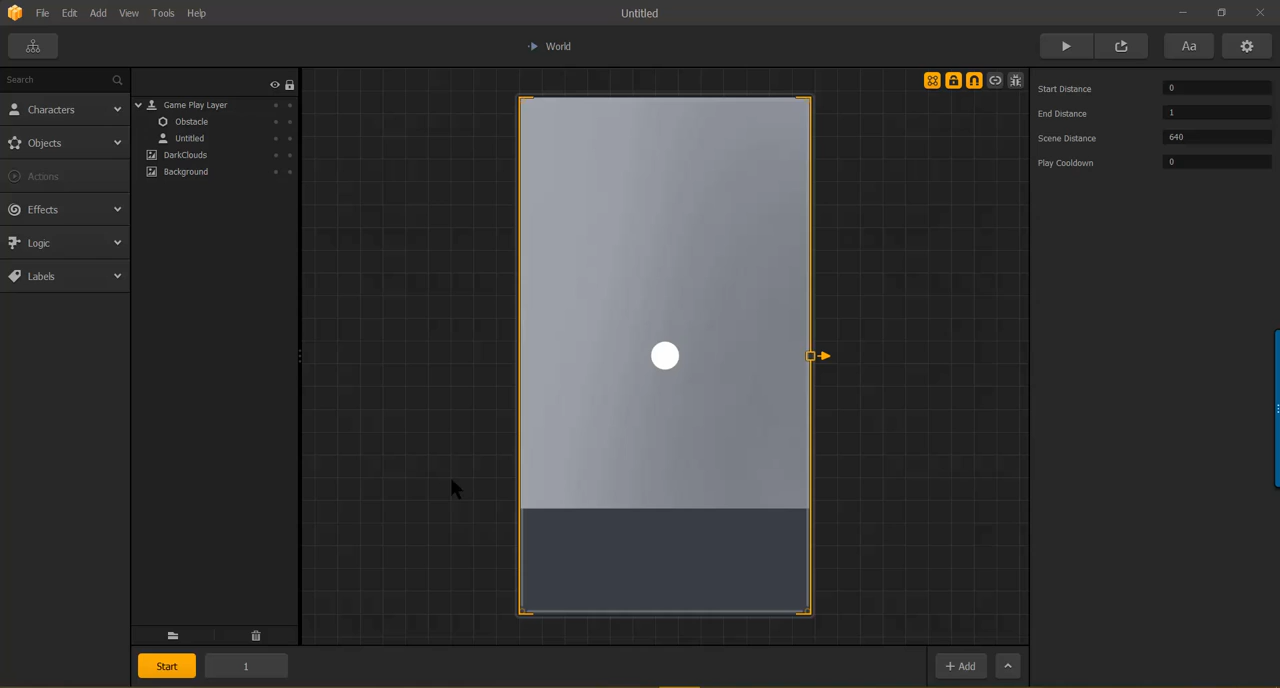 File Edit Add View Tools Help
Untitled
World
Aa
Search
Characters
Objects
Actions
Effects
Logic
Labels
Game Play Layer
Obstacle
Untitled
DarkClouds
Background
Start Distance 0
End Distance 1
Scene Distance 640
Play Cooldown 0
Start
1
+ Add